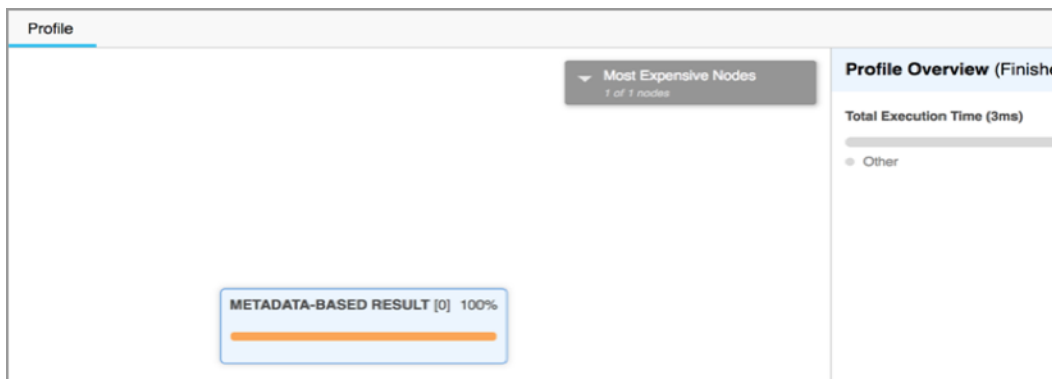 Profile
Most Expensive Nodes
1 of 1 nodes
Profile Overview (Finishe
Total Execution Time (3ms)
Other
METADATA-BASED RESULT [0] 100%